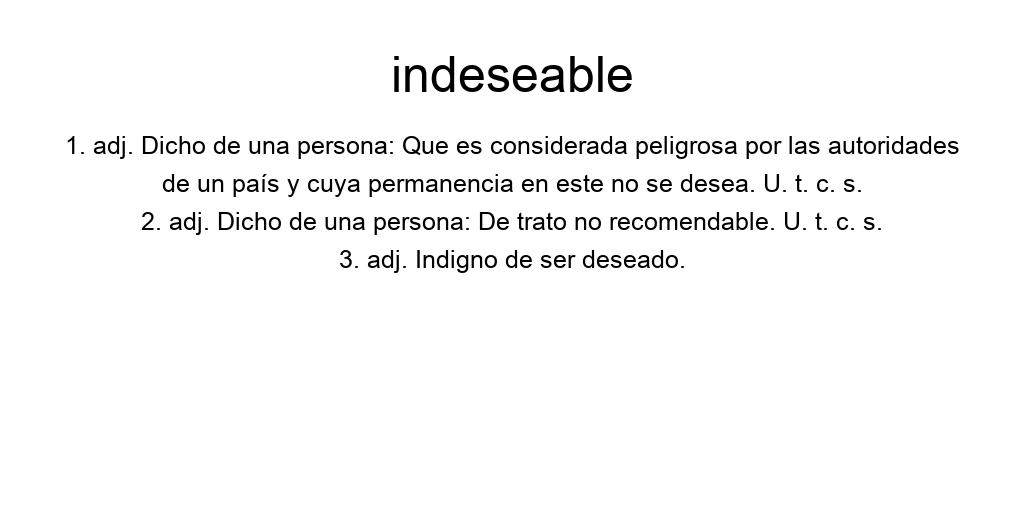 indeseable
1. adj. Dicho de una persona: Que es considerada peligrosa por las autoridades
de un país y cuya permanencia en este no se desea. U. t. c. s.
2. adj. Dicho de una persona: De trato no recomendable. U. t. c. s.
3. adj. Indigno de ser deseado.